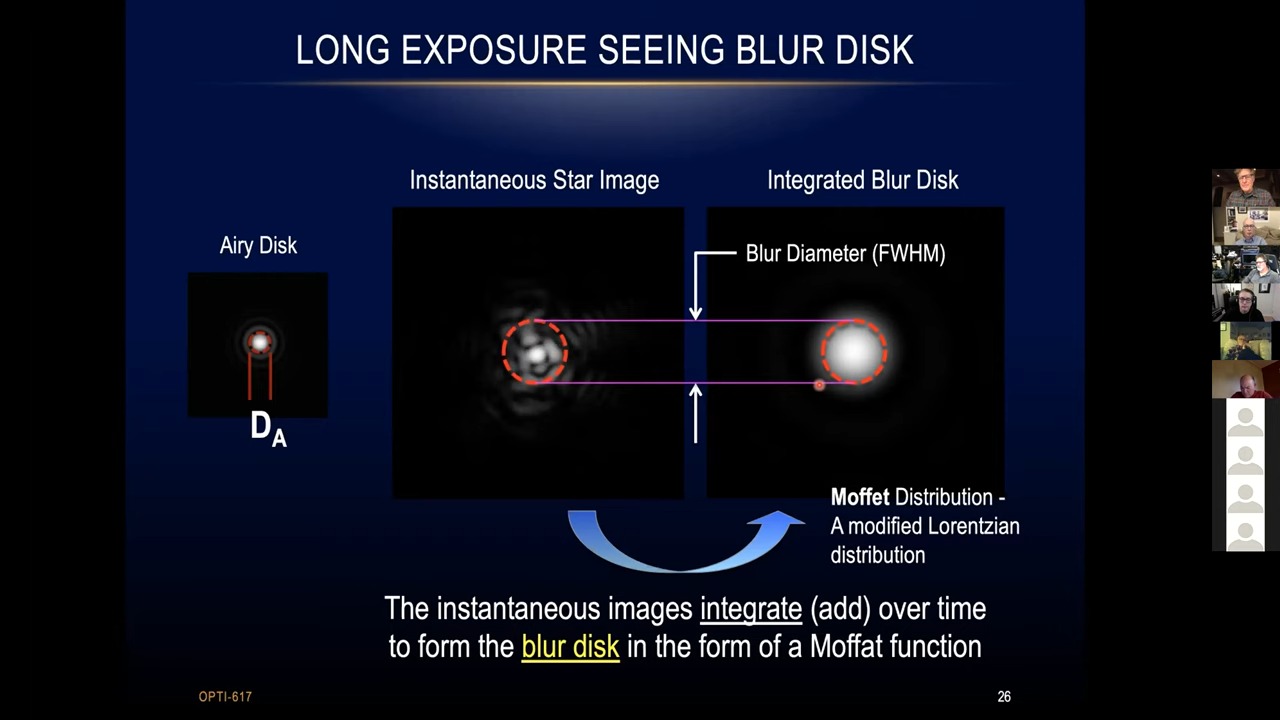 LONG EXPOSURE SEEING BLUR DISK
Instantaneous Star Image
Integrated Blur Disk
Airy Disk
Blur Diameter (FWHM)
DA
Moffet Distribution -
A modified Lorentzian
distribution
The instantaneous images integrate (add) over time
to form the blur disk in the form of a Moffat function
OPTI-617
26